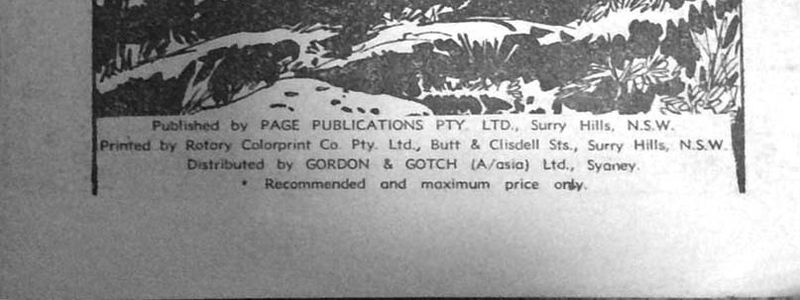 Published by PAGE PUBLICATIONS PTY. LTD., Surry Hills, N.S.W.
Printed by Rotary Colorprint Co. Pty. Ltd., Butt & Clisdell Sts., Surry Hills, N.S.W.
Distributed by GORDON & GOTCH (A/asia) Ltd., Sydney.
* Recommended and maximum price only.